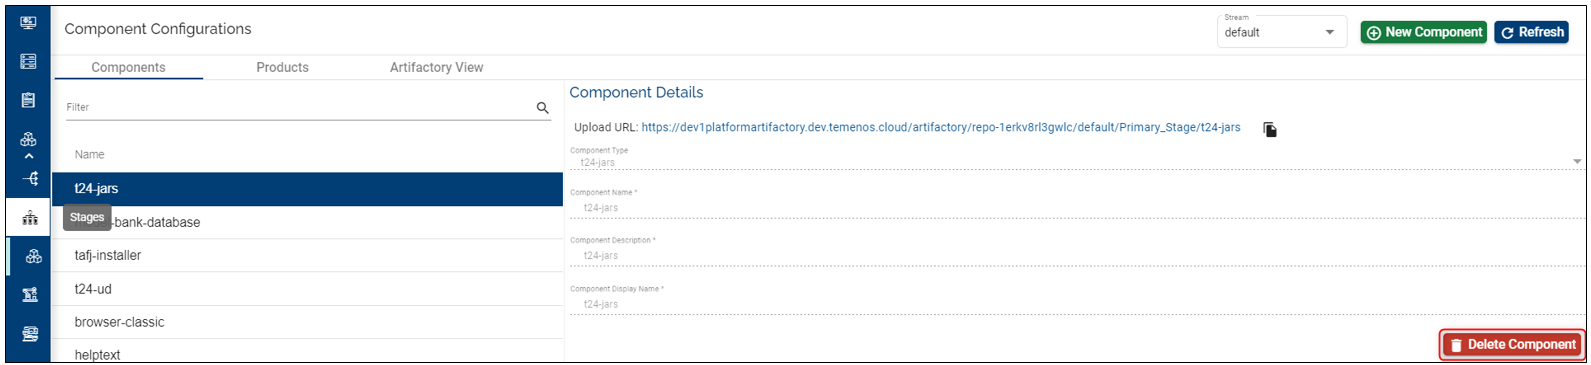 Component Configurations
Stream
default
New Component
Refresh
Components
Products
Artifactory View
Filter
Name
t24-jars
Stages
-bank-database
tafj-installer
t24-ud
browser-classic
helptext
Component Details
Upload URL: https://dev1platformartifactory.dev.temenos.cloud/artifactory/repo-1erkv8rl3gwlc/default/Primary_Stage/t24-jars
Component Type
t24-jars
Component Name *
t24-jars
Component Description *
t24-jars
Component Display Name *
t24-jars
Delete Component